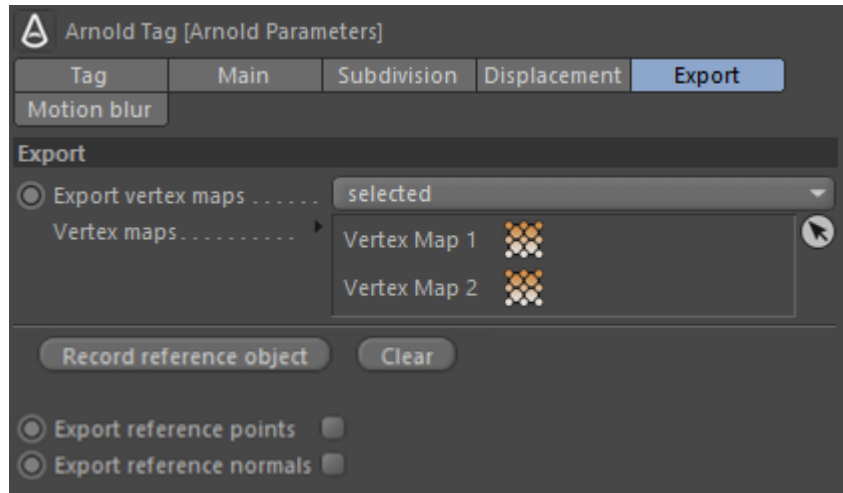 Arnold Tag [Arnold Parameters]
Tag Main Subdivision Displacement Export
Motion blur
Export
Export vertex maps . . . . . . selected
Vertex maps. . . . . . . . . . Vertex Map 1
Vertex Map 2
Record reference object Clear
Export reference points
Export reference normals